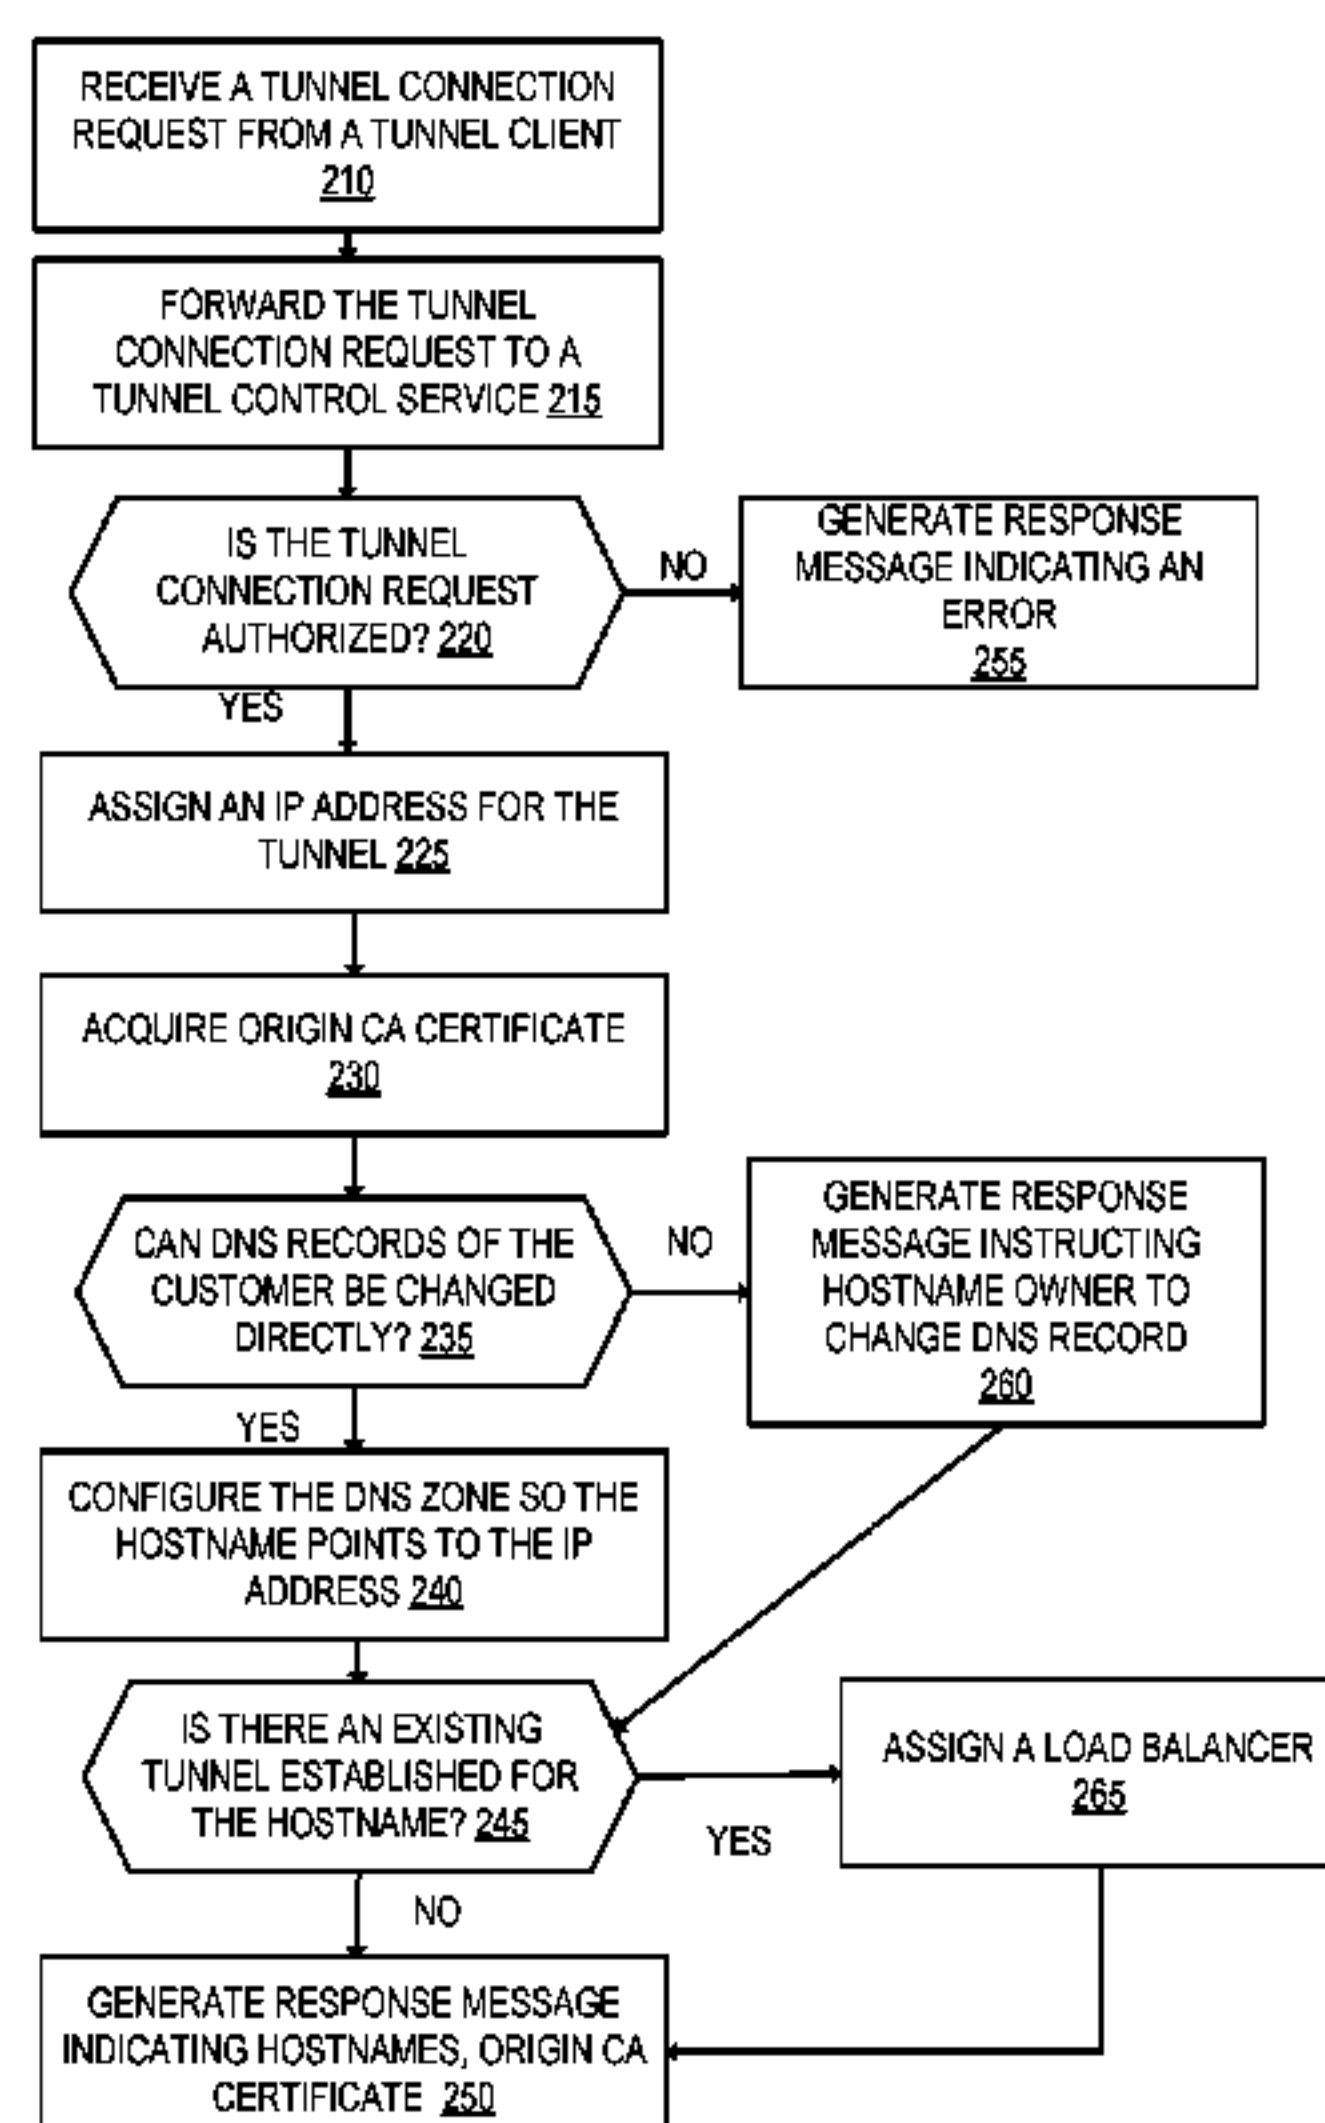 RECEIVE A TUNNEL CONNECTION
REQUEST FROM A TUNNEL CLIENT
210
FORWARD THE TUNNEL
CONNECTION REQUEST TO A
TUNNEL CONTROL SERVICE 215
IS THE TUNNEL
CONNECTION REQUEST
AUTHORIZED? 220
NO
GENERATE RESPONSE
MESSAGE INDICATING AN
ERROR
255
YES
ASSIGN AN IP ADDRESS FOR THE
TUNNEL 225
ACQUIRE ORIGIN CA CERTIFICATE
230
CAN DNS RECORDS OF THE
CUSTOMER BE CHANGED
DIRECTLY? 235
NO
GENERATE RESPONSE
MESSAGE INSTRUCTING
HOSTNAME OWNER TO
CHANGE DNS RECORD
260
YES
CONFIGURE THE DNS ZONE SO THE
HOSTNAME POINTS TO THE IP
ADDRESS 240
IS THERE AN EXISTING
TUNNEL ESTABLISHED FOR
THE HOSTNAME? 245
YES
ASSIGN A LOAD BALANCER
265
NO
GENERATE RESPONSE MESSAGE
INDICATING HOSTNAMES, ORIGIN CA
CERTIFICATE 250